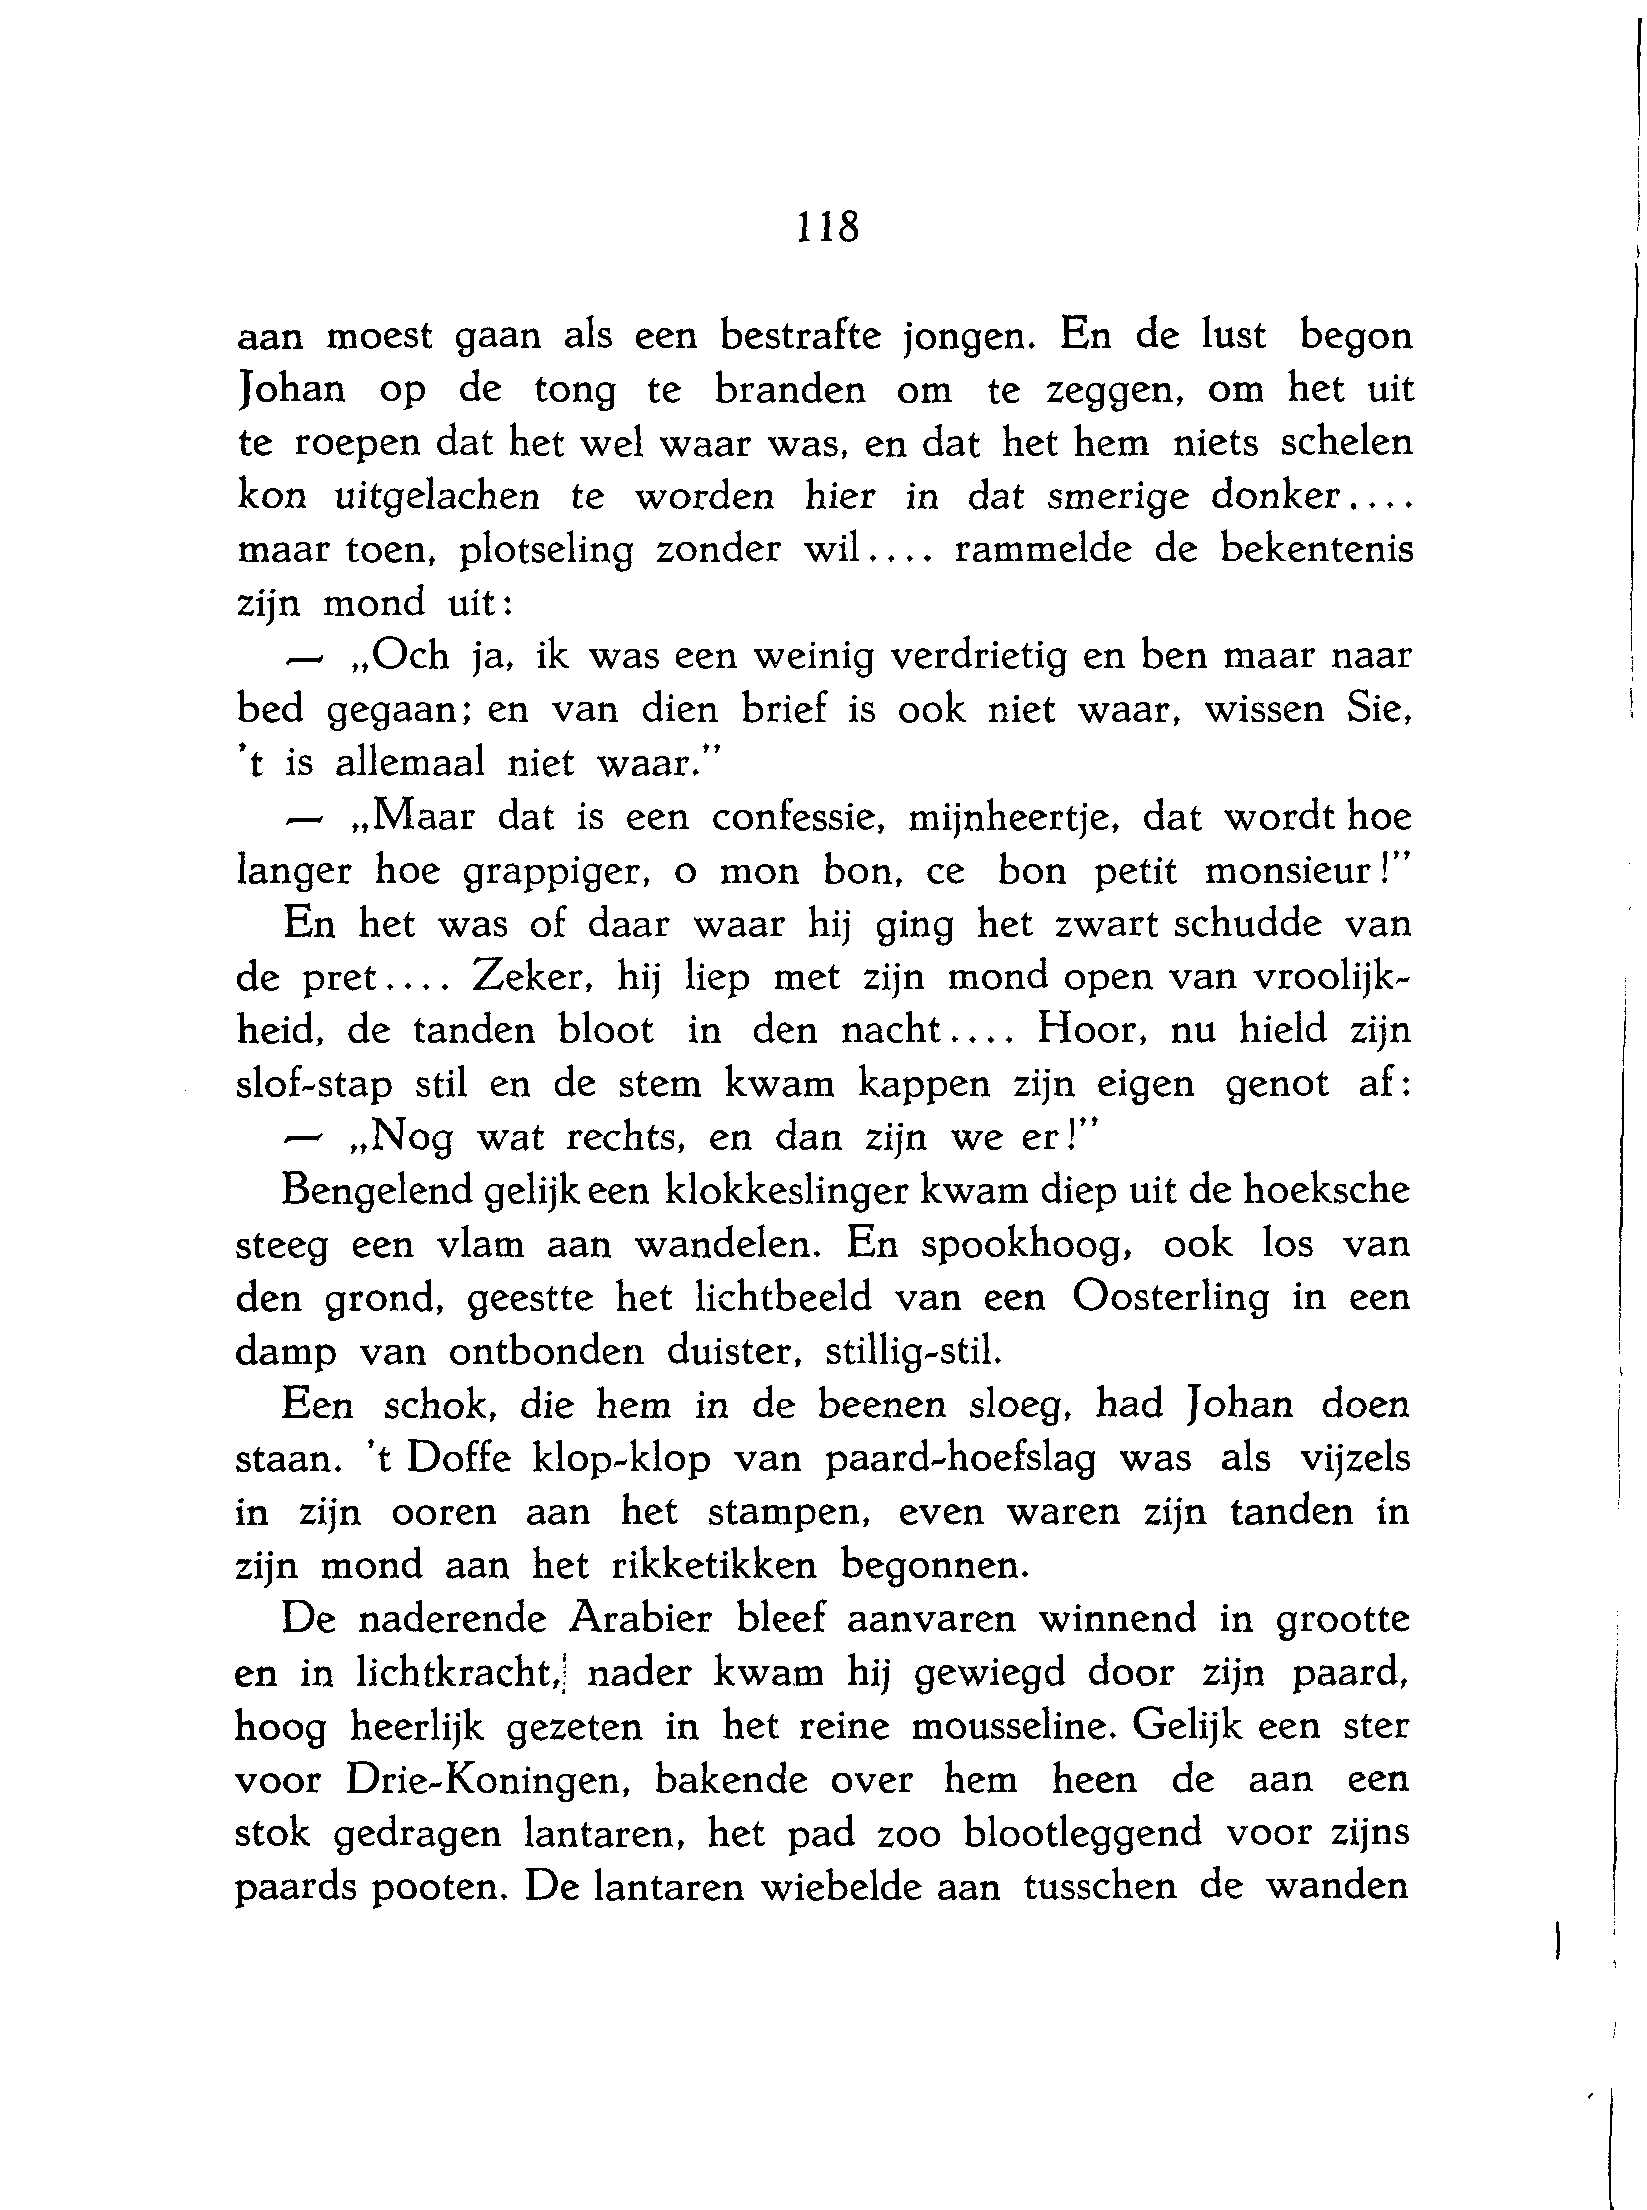 118
aan moest gaan als een bestrafte jongen. En de lust begon
Johan op de tong te branden om te zeggen, om het uit
te roepen dat het wel waar was, en dat het hem niets schelen
kon uitgelachen te worden hier in dat smerige donker....
maar toen, plotseling zonder wil.... rammelde de bekentenis
zijn mond uit:
— „Och ja, ik was een weinig verdrietig en ben maar naar
bed gegaan; en van dien brief is ook niet waar, wissen Sie,
't is allemaal niet waar.”
— „Maar dat is een confessie, mijnheertje, dat wordt hoe
langer hoe grappiger, o mon bon, ce bon petit monsieur!”
En het was of daar waar hij ging het zwart schudde van
de pret.... Zeker, hij liep met zijn mond open van vroolijk-
heid, de tanden bloot in den nacht.... Hoor, nu hield zijn
slof-stap stil en de stem kwam kappen zijn eigen genot af:
— „Nog wat rechts, en dan zijn we er!”
Bengelend gelijk een klokkeslinger kwam diep uit de hoeksche
steeg een vlam aan wandelen. En spookhoog, ook los van
den grond, geestte het lichtbeeld van een Oosterling in een
damp van ontbonden duister, stillig-stil.
Een schok, die hem in de beenen sloeg, had Johan doen
staan. 't Doffe klop-klop van paard-hoefslag was als vijzels
in zijn ooren aan het stampen, even waren zijn tanden in
zijn mond aan het rikketikken begonnen.
De naderende Arabier bleef aanvaren winnend in grootte
en in lichtkracht, nader kwam hij gewiegd door zijn paard,
hoog heerlijk gezeten in het reine mousseline. Gelijk een ster
voor Drie-Koningen, bakende over hem heen de aan een
stok gedragen lantaren, het pad zoo blootleggend voor zijns
paards pooten. De lantaren wiebelde aan tusschen de wanden